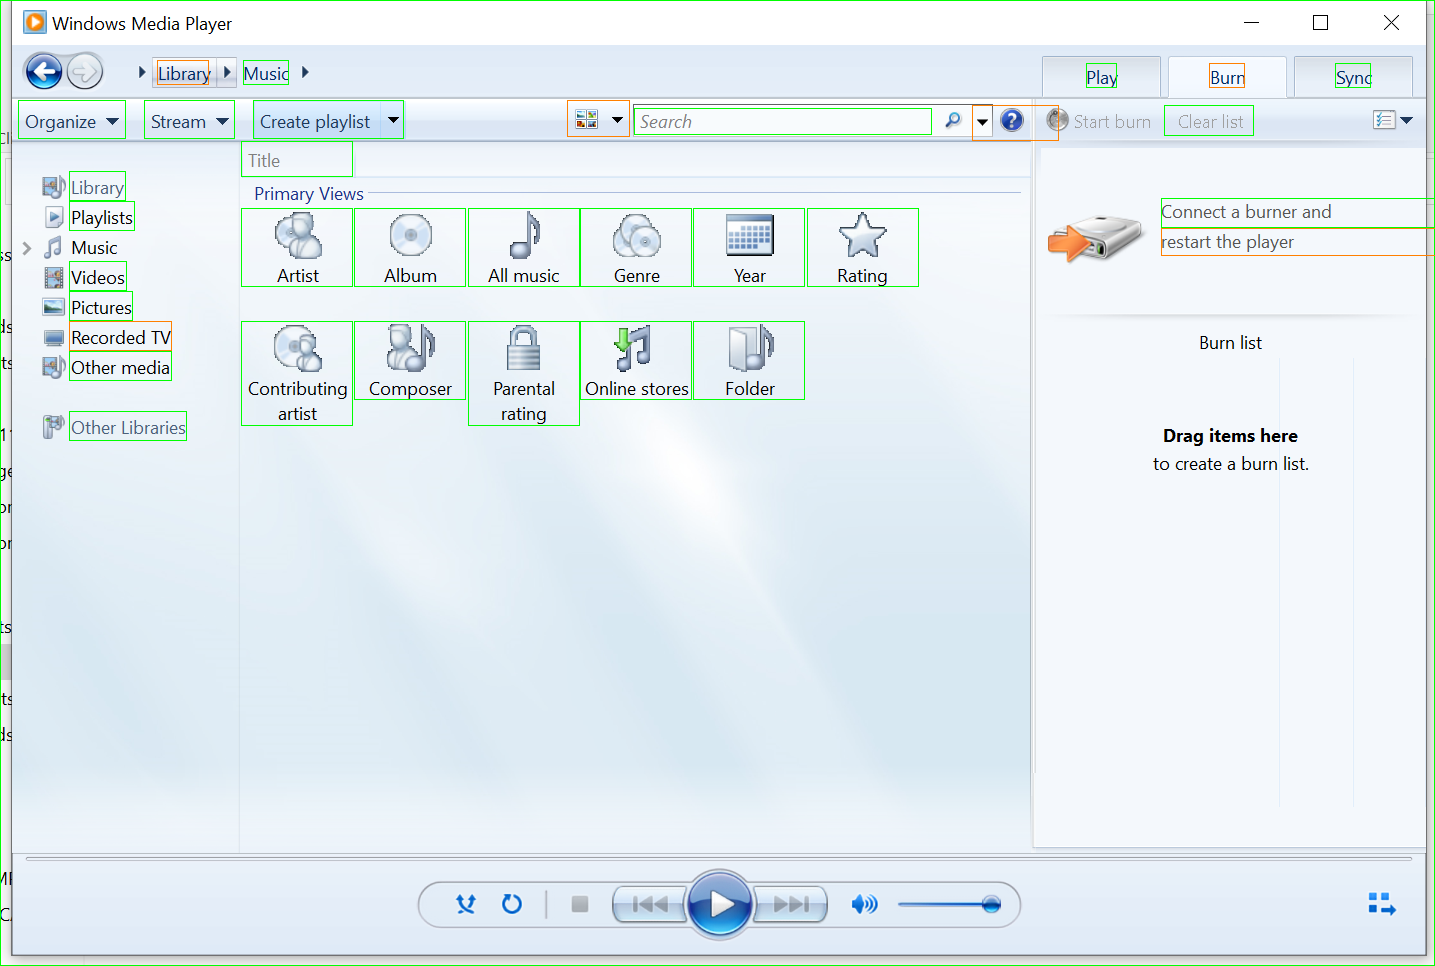 Windows Media Player
Library
Music
Play
Burn
Sync
Organize
Stream
Create playlist
Search
Start burn
Clear list
Title
Library
Playlists
Music
Videos
Pictures
Recorded TV
Other media
Other Libraries
Primary Views
Artist
Album
All music
Genre
Year
Rating
Contributing
artist
Composer
Parental
rating
Online stores
Folder
Connect a burner and
restart the player
Burn list
Drag items here
to create a burn list.